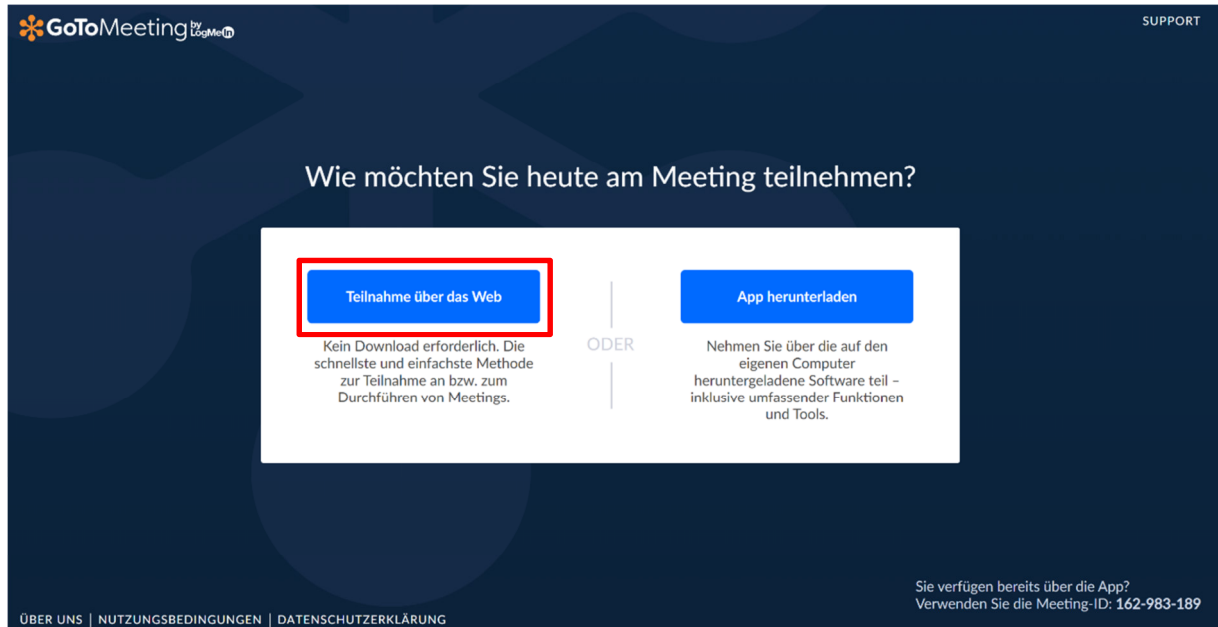 GoToMeeting by LogMeIn
SUPPORT
Wie möchten Sie heute am Meeting teilnehmen?
Teilnahme über das Web
Kein Download erforderlich. Die
schnellste und einfachste Methode
zur Teilnahme an bzw. zum
Durchführen von Meetings.
ODER
App herunterladen
Nehmen Sie über die auf den
eigenen Computer
heruntergeladene Software teil –
inklusive umfassender Funktionen
und Tools.
Sie verfügen bereits über die App?
Verwenden Sie die Meeting-ID: 162-983-189
ÜBER UNS | NUTZUNGSBEDINGUNGEN | DATENSCHUTZERKLÄRUNG